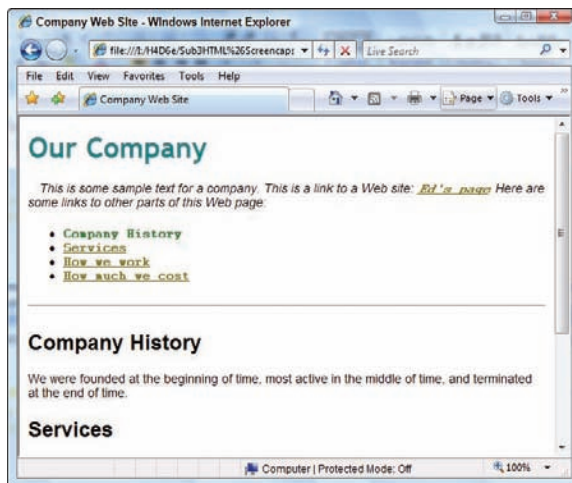 Company Web Site - Windows Internet Explorer
Live Search
File Edit View Favorites Tools Help
Company Web Site
Page Tools
Our Company
This is some sample text for a company. This is a link to a Web site: Ed's page Here are
some links to other parts of this Web page:
Company History
Services
How we work
How much we cost
Company History
We were founded at the beginning of time, most active in the middle of time, and terminated
at the end of time.
Services
Computer | Protected Mode: Off
100%